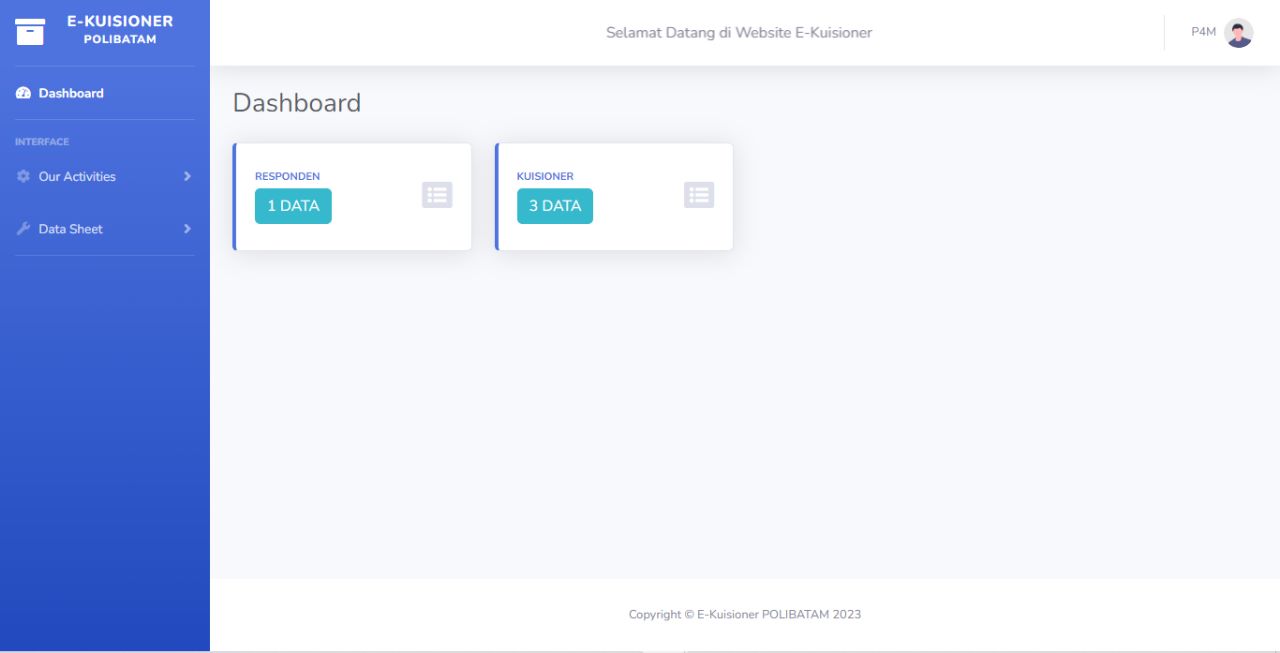 E-KUISIONER
POLIBATAM
Dashboard
INTERFACE
Our Activities
Data Sheet
Selamat Datang di Website E-Kuisioner
P4M
Dashboard
RESPONDEN
1 DATA
KUISIONER
3 DATA
Copyright © E-Kuisioner POLIBATAM 2023